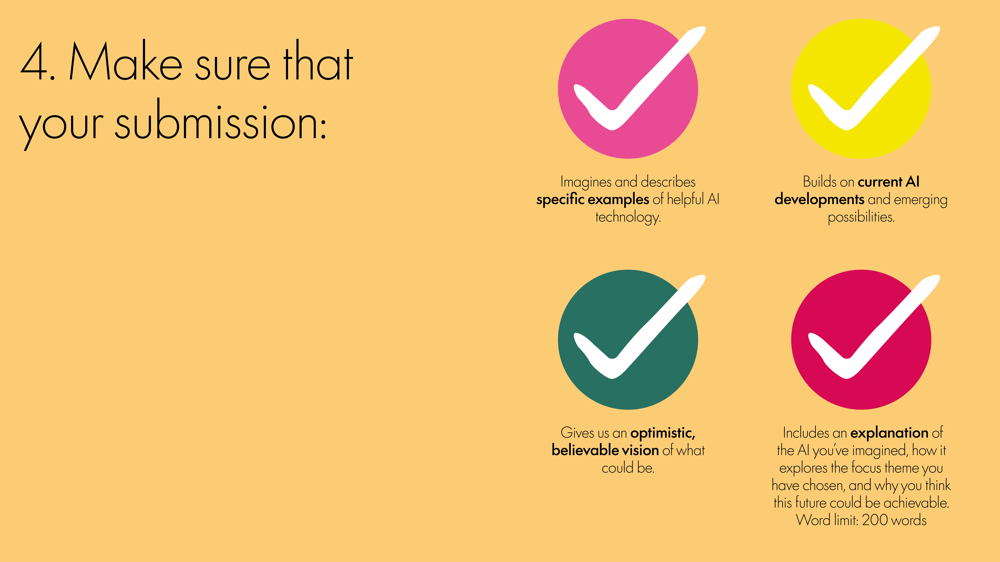 4. Make sure that
your submission:
Imagines and describes
specific examples of helpful AI
technology.
Builds on current AI
developments and emerging
possibilities.
Gives us an optimistic,
believable vision of what
could be.
Includes an explanation of
the AI you’ve imagined, how it
explores the focus theme you
have chosen, and why you think
this future could be achievable.
Word limit: 200 words